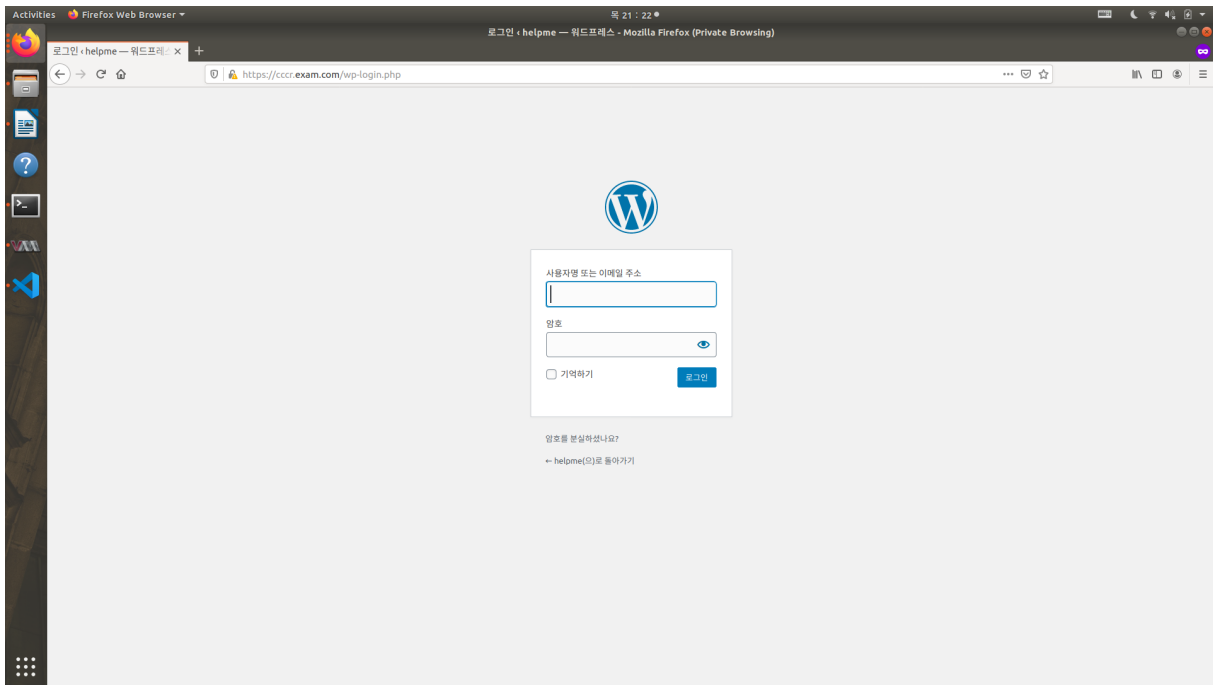 Activities Firefox Web Browser 목 21 : 22
로그인 ‹ helpme — 워드프레스 - Mozilla Firefox (Private Browsing)
로그인 ‹ helpme — 워드프레스
https://cccr.exam.com/wp-login.php
사용자명 또는 이메일 주소
암호
기억하기 로그인
암호를 분실하셨나요?
← helpme(으)로 돌아가기